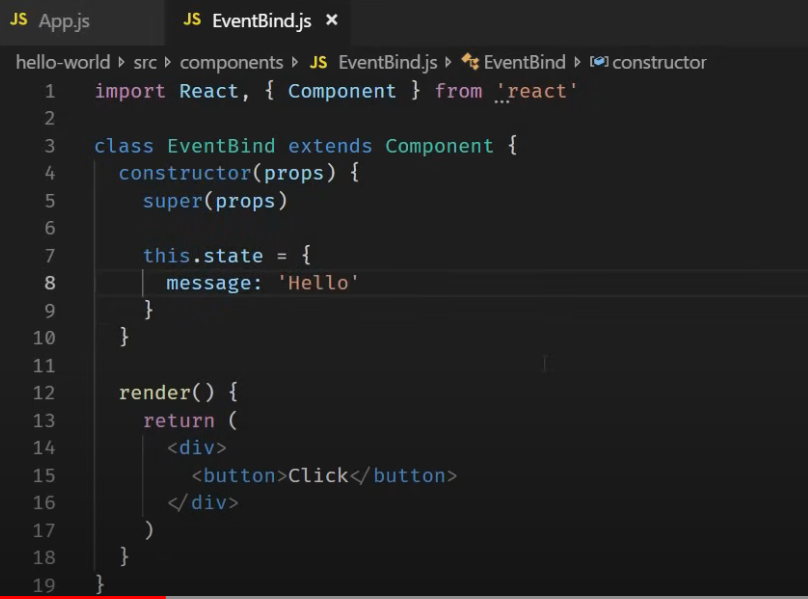 JS App.js JS EventBind.js ×
hello-world › src › components › JS EventBind.js › EventBind › constructor
1 import React, { Component } from 'react'
2
3 class EventBind extends Component {
4   constructor(props) {
5     super(props)
6
7     this.state = {
8       message: 'Hello'
9     }
10   }
11
12   render() {
13     return (
14       <div>
15         <button>Click</button>
16       </div>
17     )
18   }
19 }